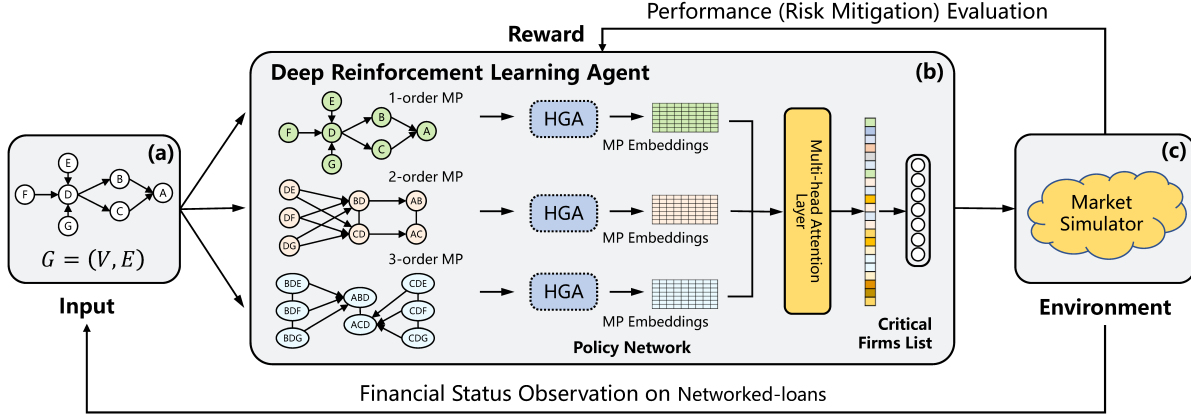 Performance (Risk Mitigation) Evaluation
Reward
Deep Reinforcement Learning Agent
(b)
(a)
E
F
D
B
A
C
G
G = (V, E)
Input
1-order MP
E
F
D
B
A
C
G
HGA
MP Embeddings
2-order MP
DE
DF
DG
BD
CD
AB
AC
HGA
MP Embeddings
3-order MP
BDE
BDF
BDG
ABD
ACD
CDE
CDF
CDG
HGA
MP Embeddings
Policy Network
Multi-head Attention
Layer
Critical
Firms List
(c)
Market
Simulator
Environment
Financial Status Observation on Networked-loans